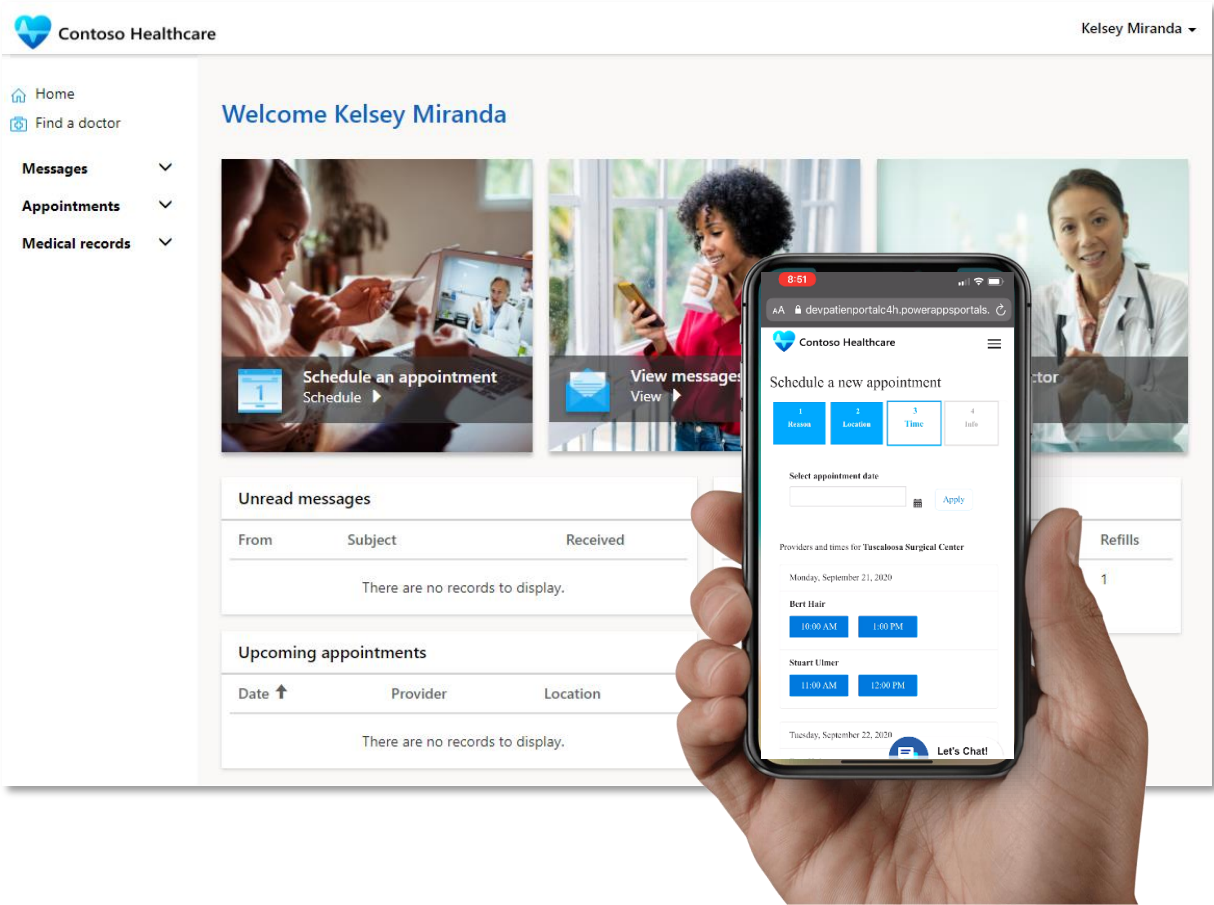 Contoso Healthcare
Kelsey Miranda
Home
Find a doctor
Messages
Appointments
Medical records
Welcome Kelsey Miranda
1
Schedule an appointment
Schedule
View messages
View
ctor
Unread messages
From Subject Received
There are no records to display.
Upcoming appointments
Date Provider Location
There are no records to display.
Refills
1
8:51
AA devpatienportalc4h.powerappsportals.
Contoso Healthcare
Schedule a new appointment
1 2 3 4
Reason Location Time Info
Select appointment date
Apply
Providers and times for Tuscaloosa Surgical Center
Monday, September 21, 2020
Bert Hair
10:00 AM 1:00 PM
Stuart Ulmer
11:00 AM 12:00 PM
Tuesday, September 22, 2020
Let's Chat!